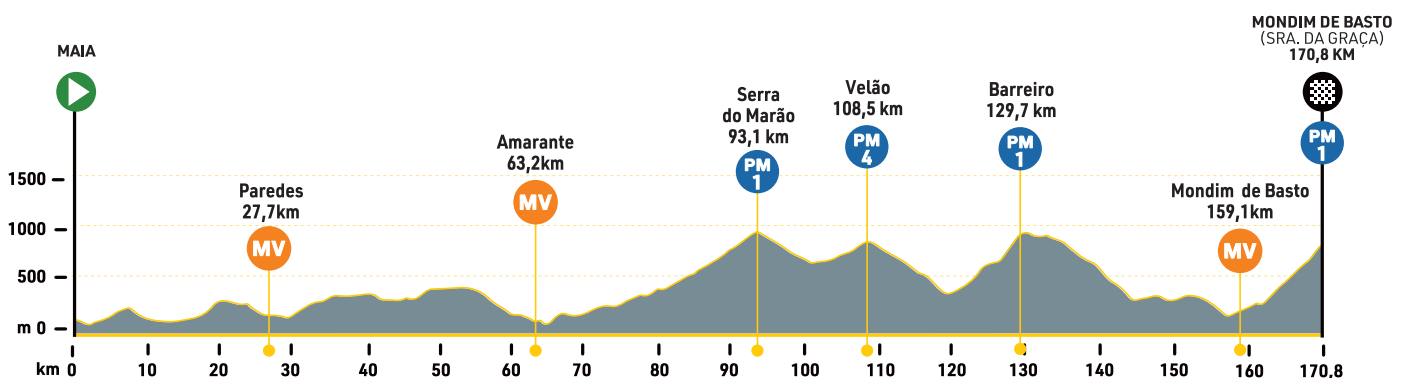 MAIA
Paredes
27,7km
MV
Amarante
63,2km
MV
Serra
do Marão
93,1 km
PM
1
Velão
108,5 km
PM
4
Barreiro
129,7 km
PM
1
Mondim de Basto
159,1km
MV
MONDIM DE BASTO
(SRA. DA GRAÇA)
170,8 KM
PM
1
1500
1000
500
m 0
km 0 10 20 30 40 50 60 70 80 90 100 110 120 130 140 150 160 170,8